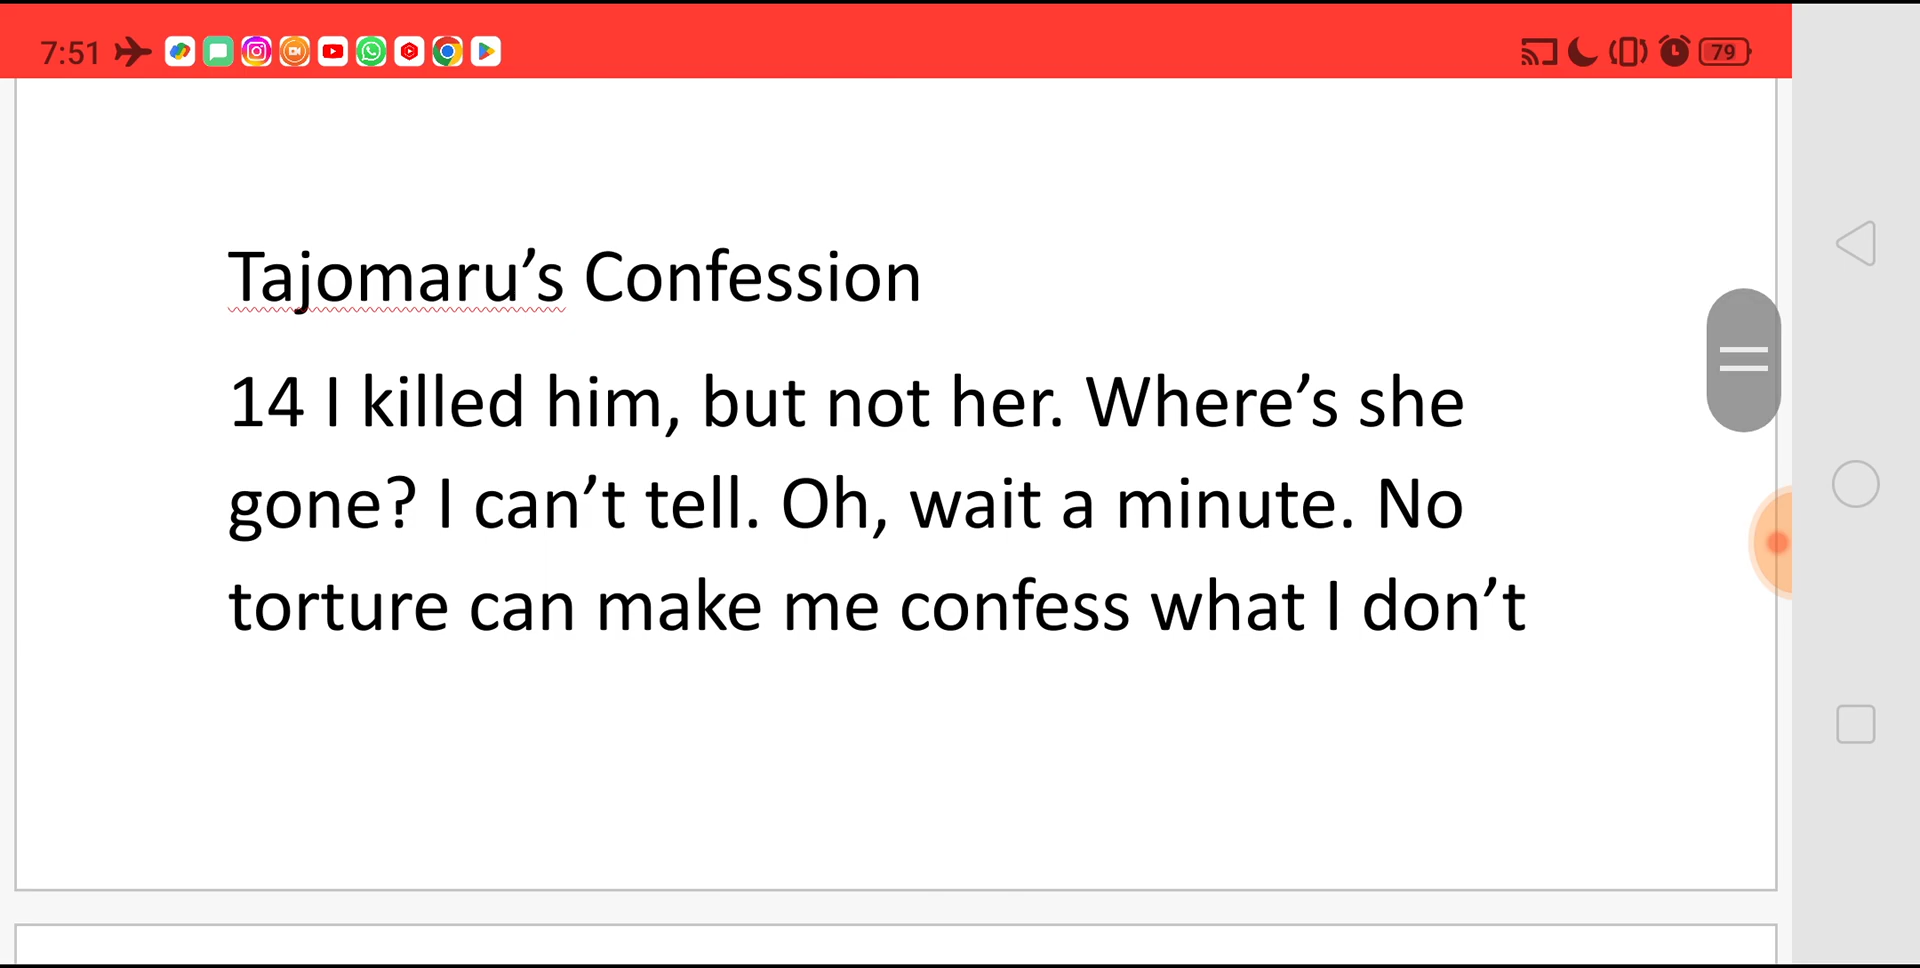 7:51
79
Tajomaru’s Confession
14 I killed him, but not her. Where’s she
gone? I can’t tell. Oh, wait a minute. No
torture can make me confess what I don’t